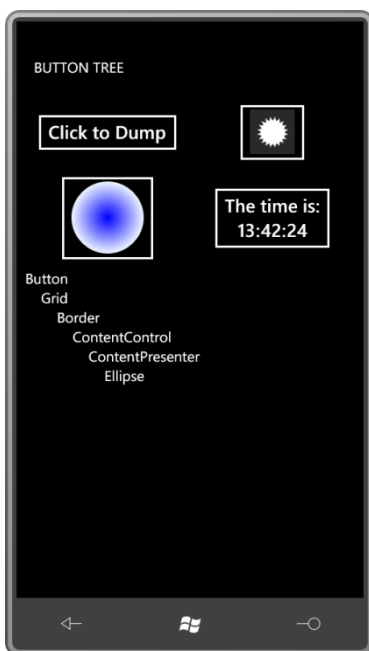 BUTTON TREE
Click to Dump
The time is:
13:42:24
Button
Grid
Border
ContentControl
ContentPresenter
Ellipse